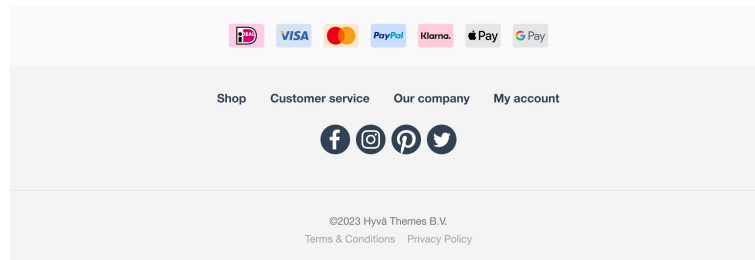 iDEAL VISA PayPal Klarna. Pay G Pay
Shop Customer service Our company My account
©2023 Hyvä Themes B.V.
Terms & Conditions Privacy Policy